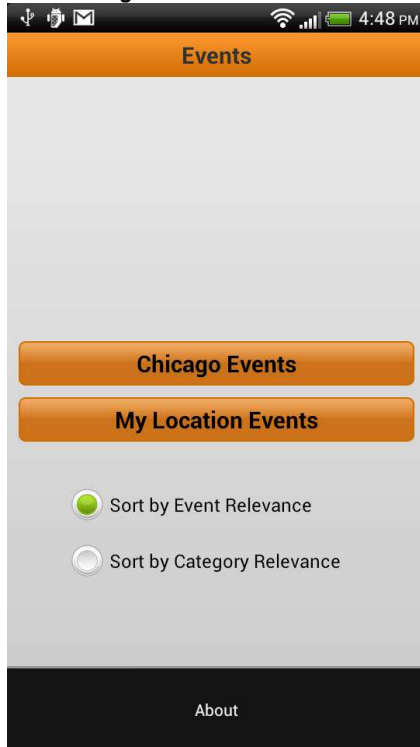 4:48 PM
Events
Chicago Events
My Location Events
Sort by Event Relevance
Sort by Category Relevance
About